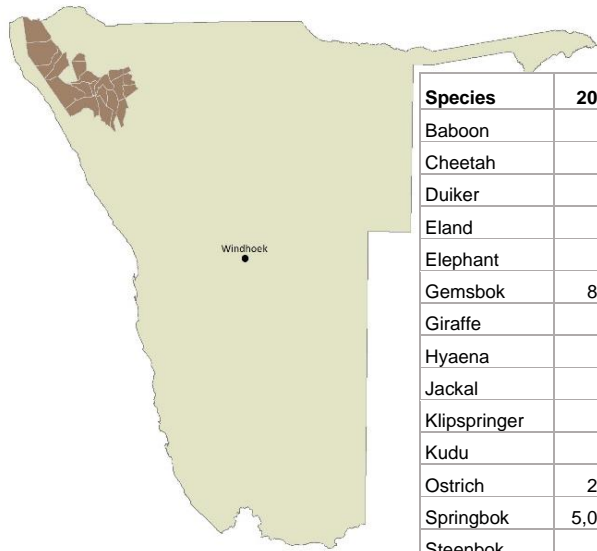 Windhoek
Species 20
Baboon
Cheetah
Duiker
Eland
Elephant
Gemsbok 8
Giraffe
Hyaena
Jackal
Klipspringer
Kudu
Ostrich 2
Springbok 5,0
Steenbok